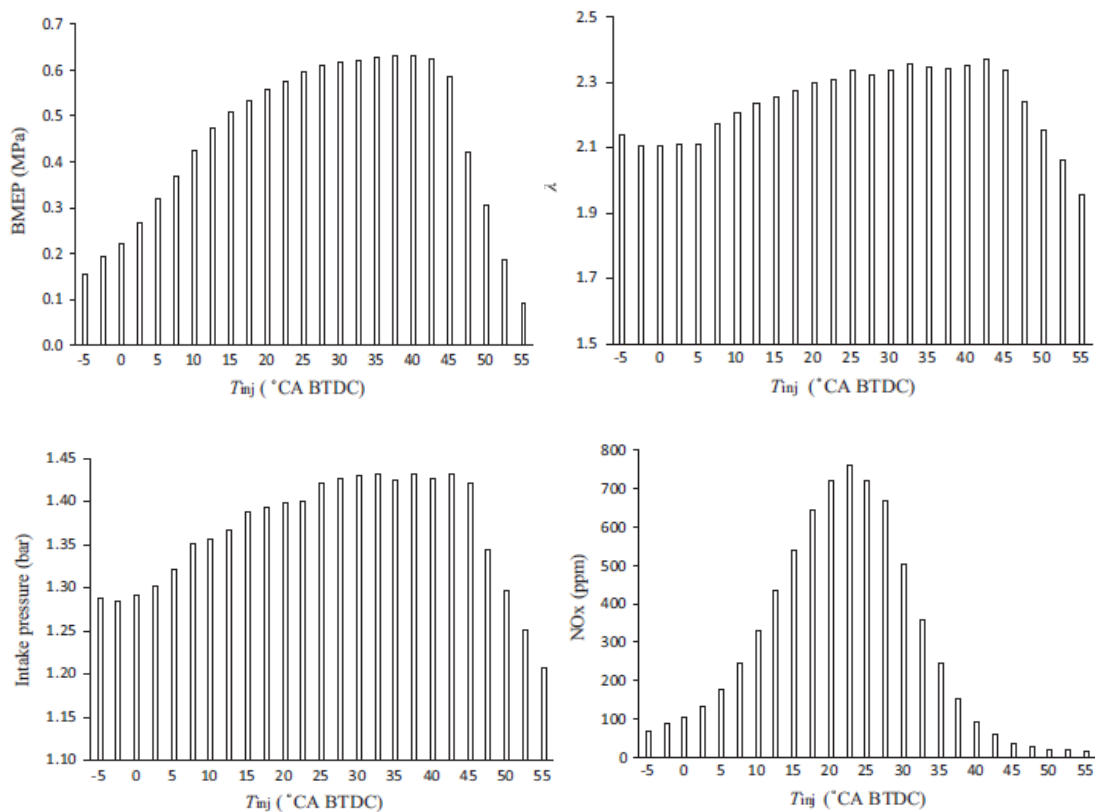 BMEP (MPa)
0.7
0.6
0.5
0.4
0.3
0.2
0.1
0.0
-5 0 5 10 15 20 25 30 35 40 45 50 55
Tinj ( °CA BTDC)
λ
2.5
2.3
2.1
1.9
1.7
1.5
-5 0 5 10 15 20 25 30 35 40 45 50 55
Tinj ( °CA BTDC)
Intake pressure (bar)
1.45
1.40
1.35
1.30
1.25
1.20
1.10
-5 0 5 10 15 20 25 30 35 40 45 50 55
Tinj ( °CA BTDC)
NOx (ppm)
800
700
600
500
400
300
200
100
0
-5 0 5 10 15 20 25 30 35 40 45 50 55
Tinj ( °CA BTDC)